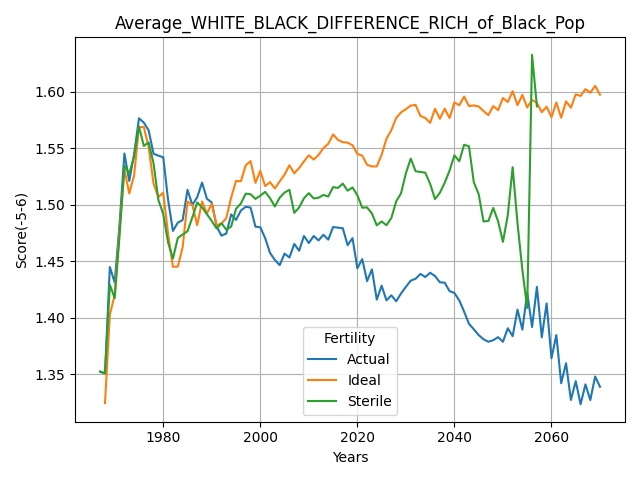 Average_WHITE_BLACK_DIFFERENCE_RICH_of_Black_Pop
Score(-5-6)
1.60
1.55
1.50
1.45
1.40
1.35
Fertility
Actual
Ideal
Sterile
1980
2000
2020
2040
2060
Years